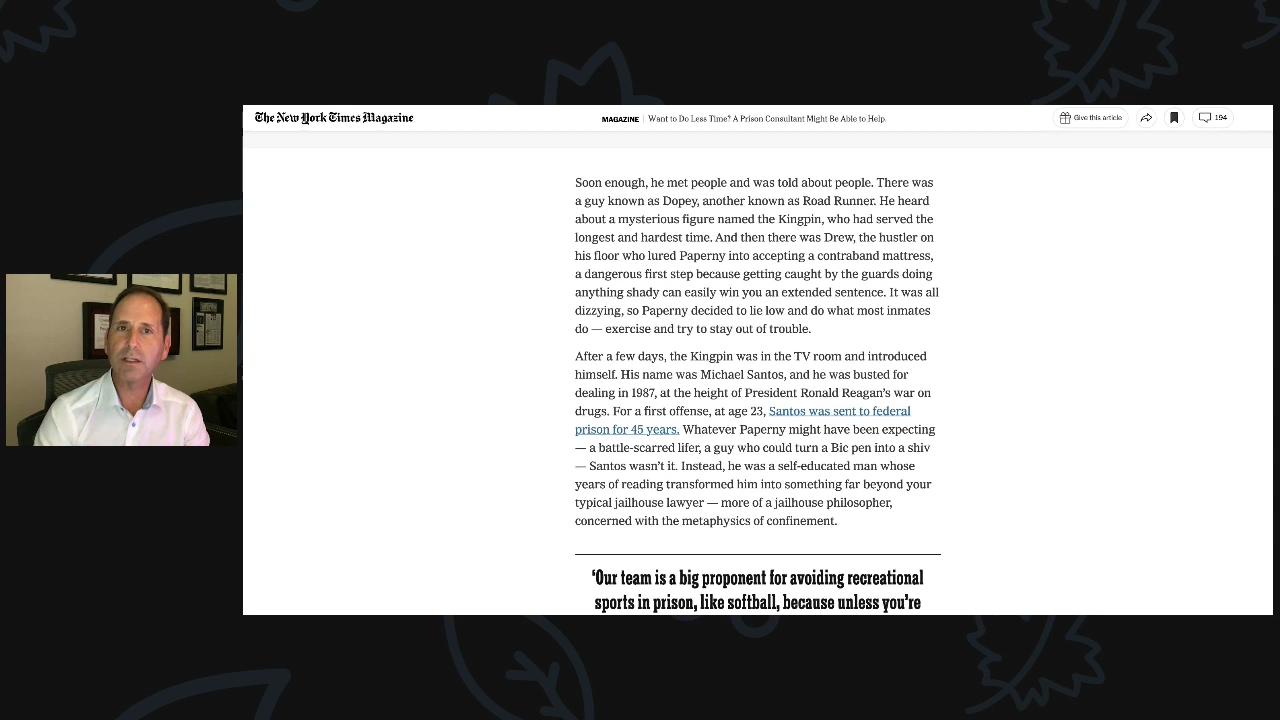 The New York Times Magazine
MAGAZINE | Want to Do Less Time? A Prison Consultant Might Be Able to Help.
Give this article
194
Soon enough, he met people and was told about people. There was
a guy known as Dopey, another known as Road Runner. He heard
about a mysterious figure named the Kingpin, who had served the
longest and hardest time. And then there was Drew, the hustler on
his floor who lured Paperny into accepting a contraband mattress,
a dangerous first step because getting caught by the guards doing
anything shady can easily win you an extended sentence. It was all
dizzying, so Paperny decided to lie low and do what most inmates
do — exercise and try to stay out of trouble.
After a few days, the Kingpin was in the TV room and introduced
himself. His name was Michael Santos, and he was busted for
dealing in 1987, at the height of President Ronald Reagan’s war on
drugs. For a first offense, at age 23, Santos was sent to federal
prison for 45 years. Whatever Paperny might have been expecting
— a battle-scarred lifer, a guy who could turn a Bic pen into a shiv
— Santos wasn’t it. Instead, he was a self-educated man whose
years of reading transformed him into something far beyond your
typical jailhouse lawyer — more of a jailhouse philosopher,
concerned with the metaphysics of confinement.
‘Our team is a big proponent for avoiding recreational
sports in prison, like softball, because unless you’re